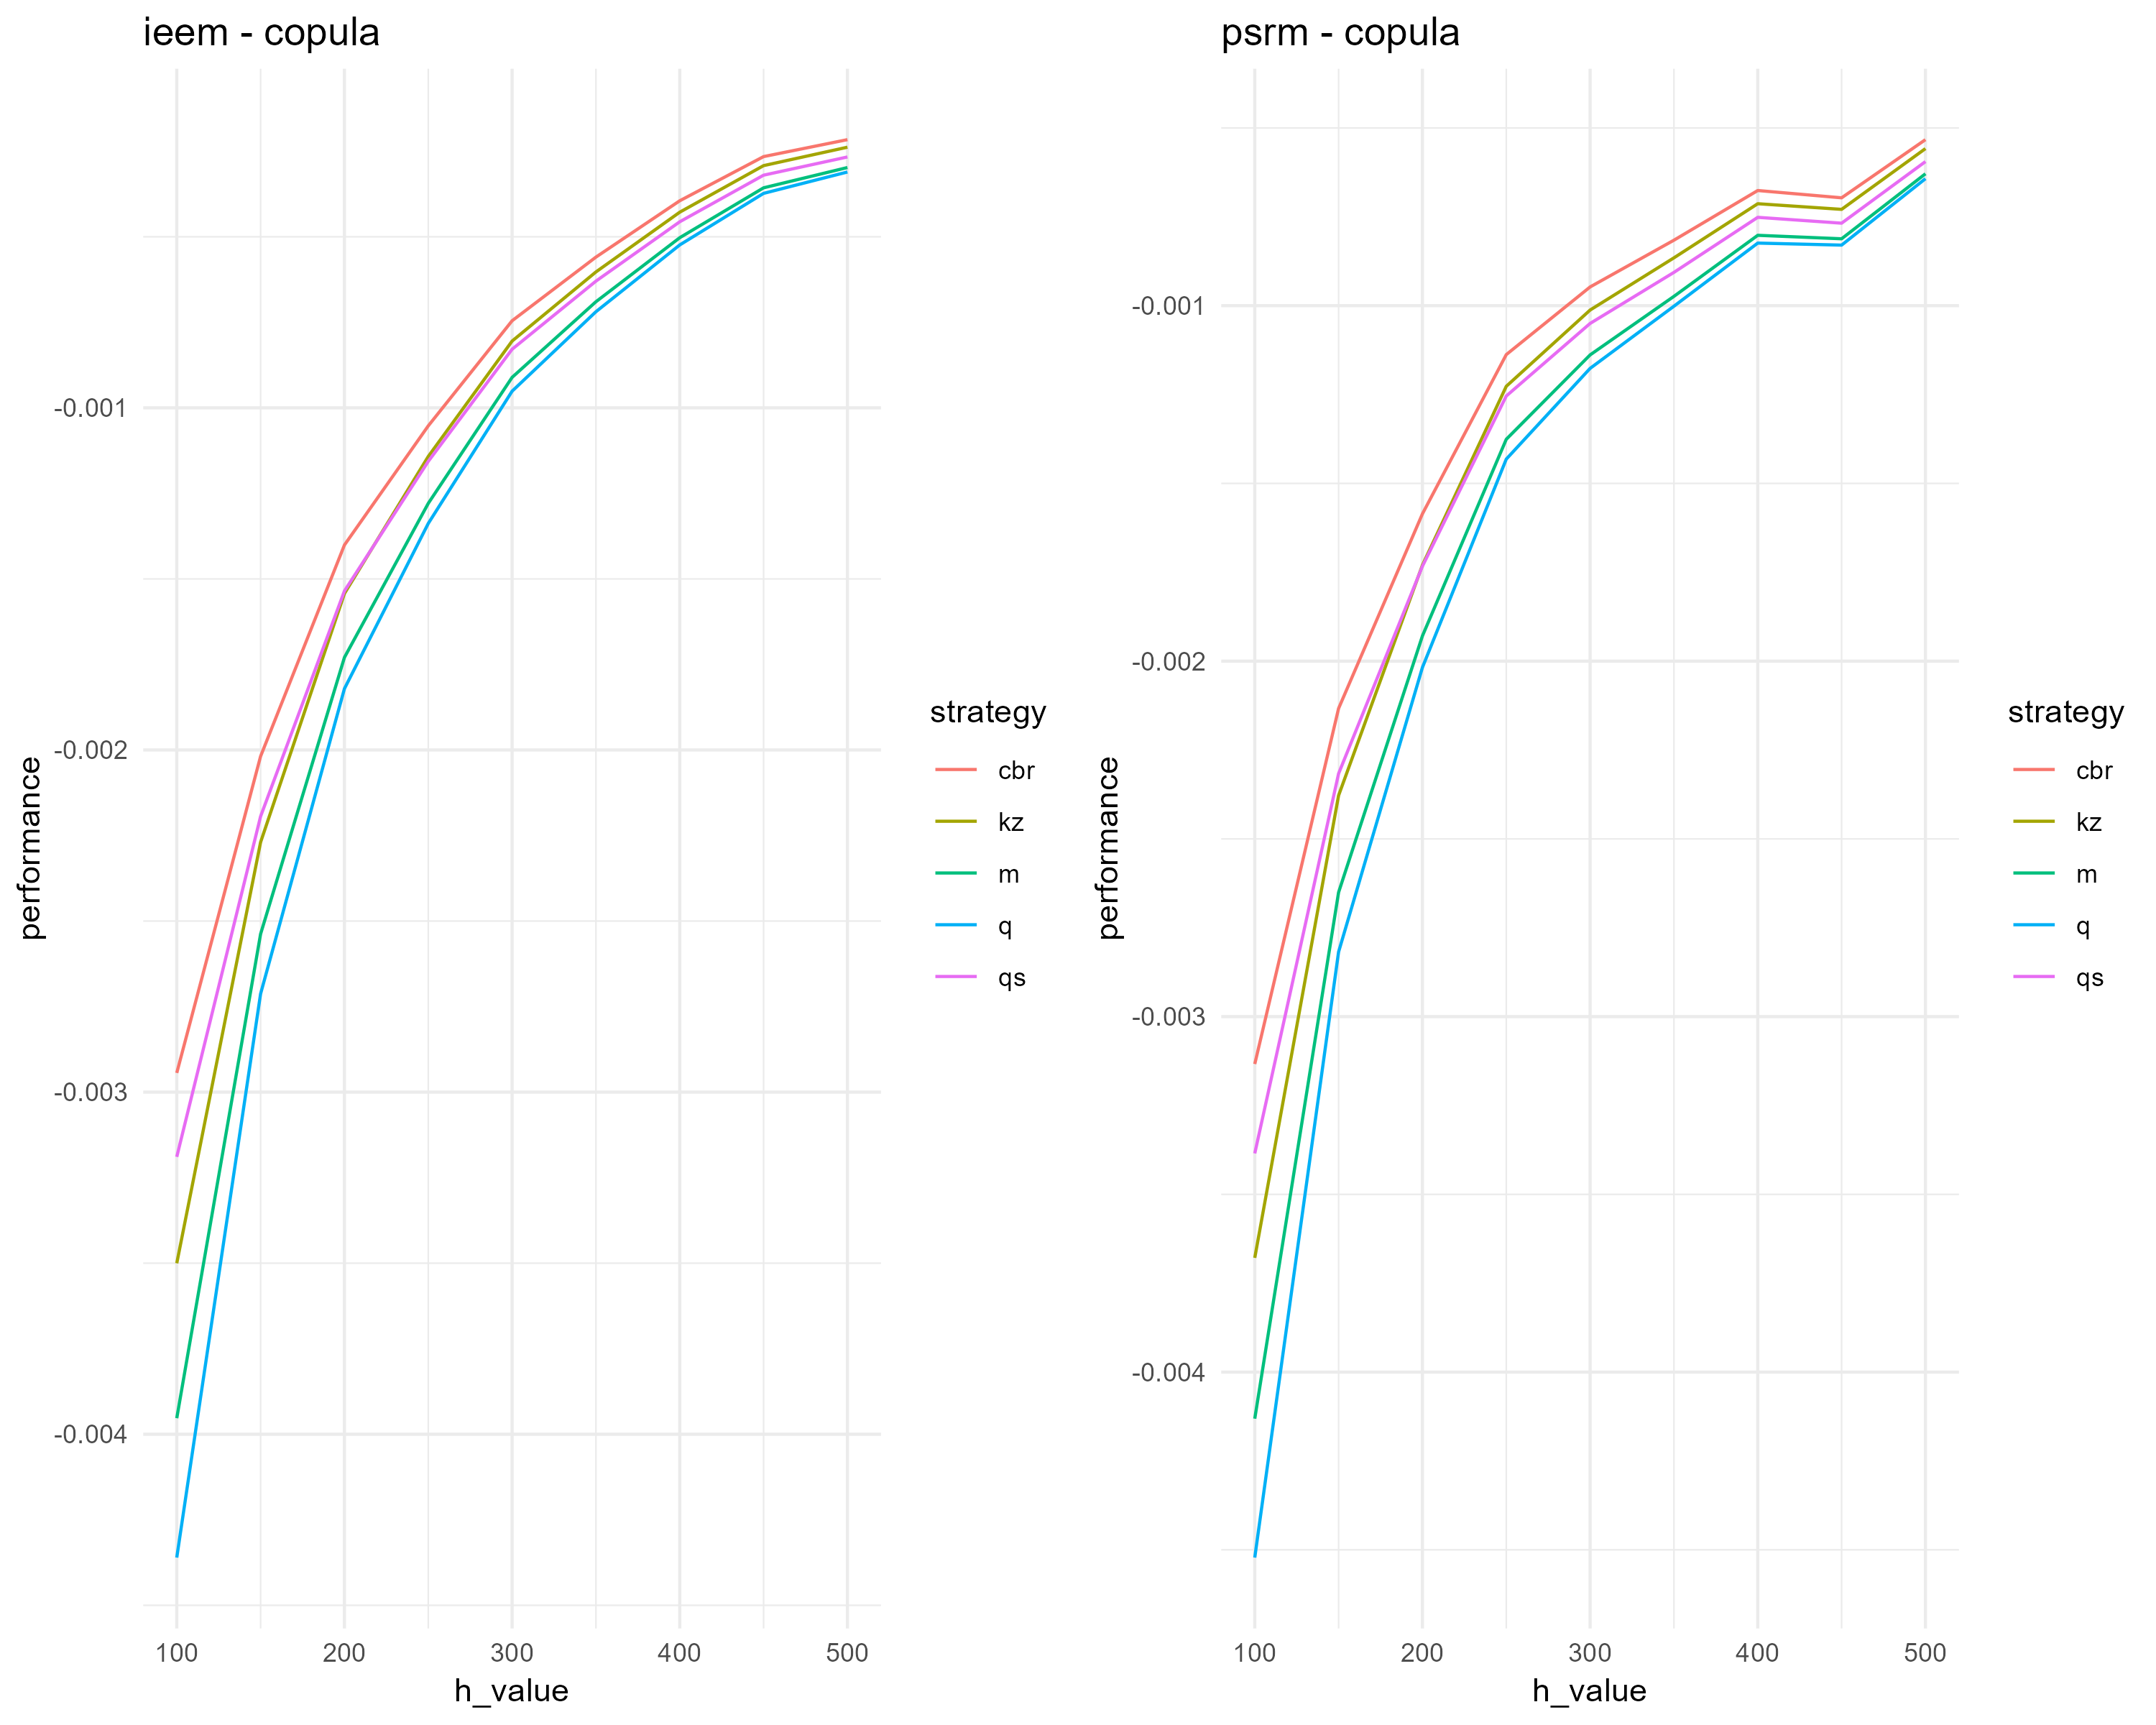 ieem - copula
performance
-0.001
-0.002
-0.003
-0.004
100 200 300 400 500
h_value
strategy
cbr
kz
m
q
qs
psrm - copula
performance
-0.001
-0.002
-0.003
-0.004
100 200 300 400 500
h_value
strategy
cbr
kz
m
q
qs